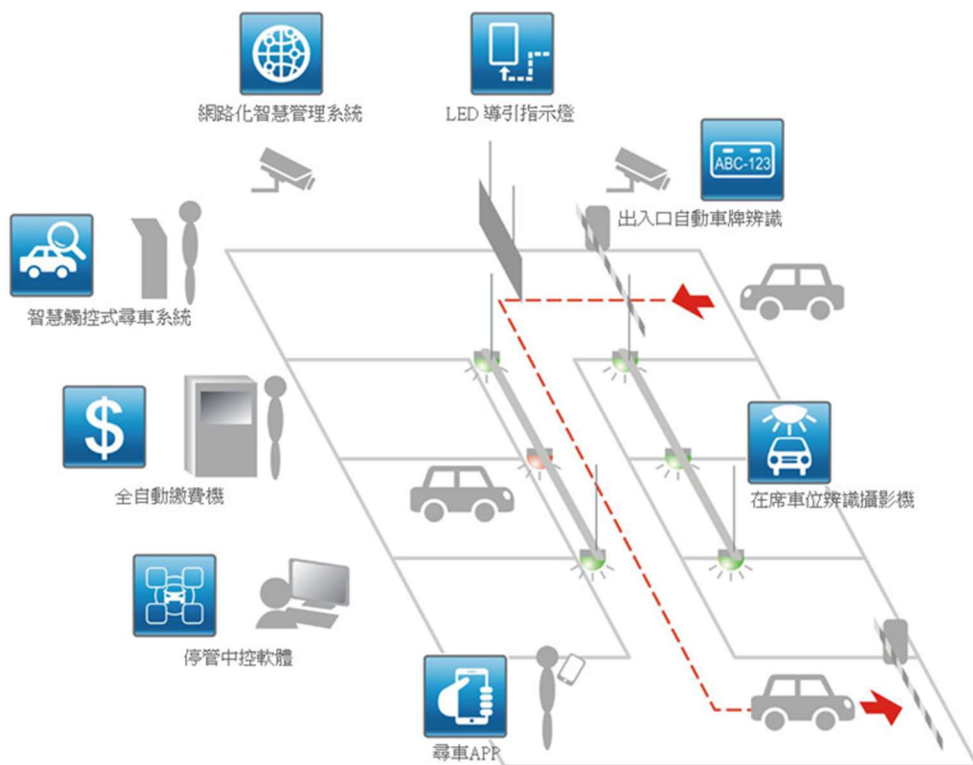 網路化智慧管理系統
LED 導引指示燈
ABC-123
出入口自動車牌辨識
智慧觸控式尋車系統
$
全自動繳費機
在席車位辨識攝影機
停管中控軟體
尋車APP